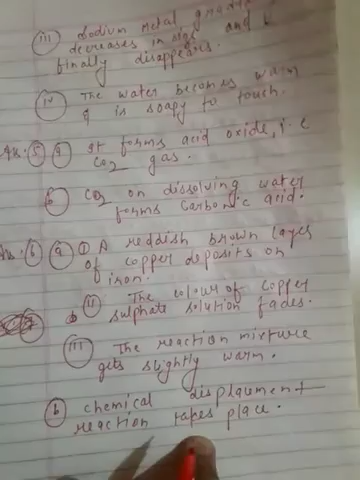 (iii) Sodium metal
decreases in size and
finally disappears.
(iv) The water becomes warm
& is soapy to touch.
Ans. (5) (a) It forms acid oxide, i.e
CO2 gas.
(b) CO2 on dissolving water
forms carbonic acid.
Ans. (6) (a) (i) A reddish brown layer
of copper deposits on
iron.
(ii) The colour of copper
sulphate solution fades.
(iii) The reaction mixture
gets slightly warm.
(b) chemical displacement
reaction takes place.